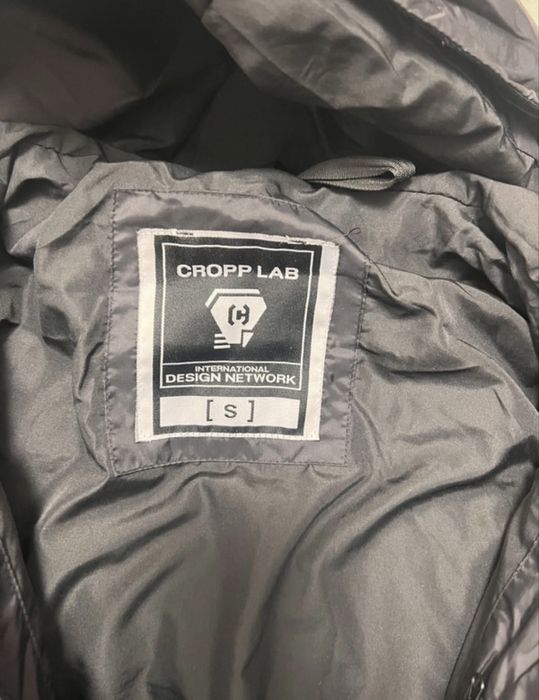 CROPP LAB
[C]
INTERNATIONAL
DESIGN NETWORK
[S]